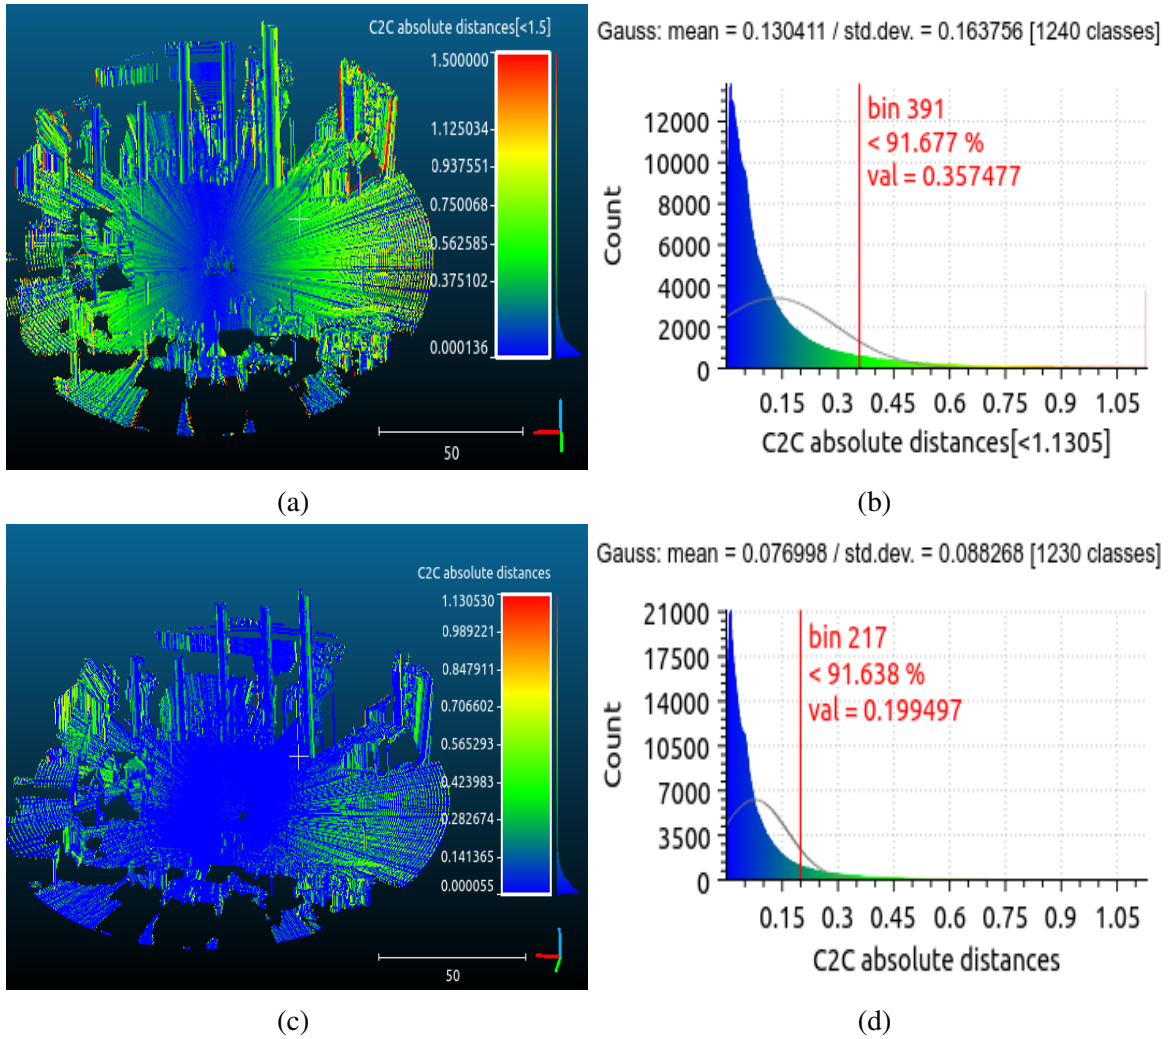 C2C absolute distances[<1.5]
1.500000
1.125034
0.937551
0.750068
0.562585
0.375102
0.000136
50
(a)
Gauss: mean = 0.130411 / std.dev. = 0.163756 [1240 classes]
bin 391
< 91.677 %
val = 0.357477
Count
12000
10000
8000
6000
4000
2000
0
0.15 0.3 0.45 0.6 0.75 0.9 1.05
C2C absolute distances[<1.1305]
(b)
C2C absolute distances
1.130530
0.989221
0.847911
0.706602
0.565293
0.423983
0.282674
0.141365
0.000055
50
(c)
Gauss: mean = 0.076998 / std.dev. = 0.088268 [1230 classes]
bin 217
< 91.638 %
val = 0.199497
Count
21000
17500
14000
10500
7000
3500
0
0.15 0.3 0.45 0.6 0.75 0.9 1.05
C2C absolute distances
(d)